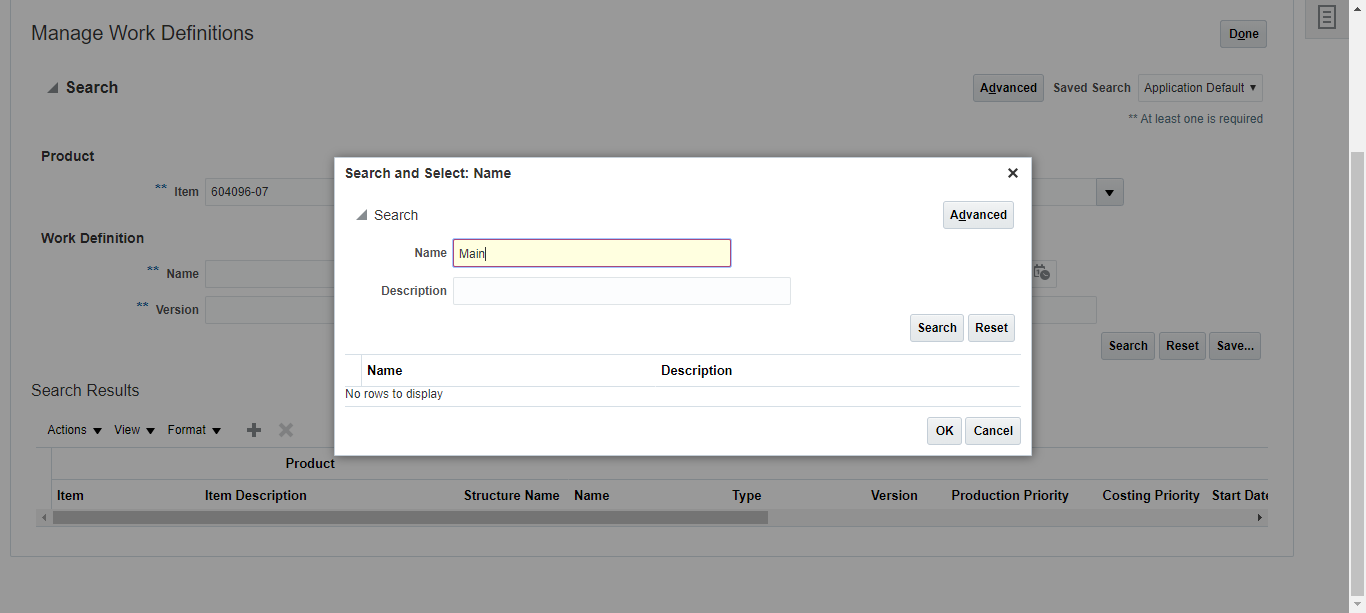 Manage Work Definitions
Done
Search
Advanced Saved Search Application Default
** At least one is required
Product
** Item 604096-07
Work Definition
** Name
** Version
Search Reset Save...
Search and Select: Name
Search
Advanced
Name Main
Description
Search Reset
Name Description
No rows to display
OK Cancel
Search Results
Actions View Format
Product
Item Item Description Structure Name Name Type Version Production Priority Costing Priority Start Date